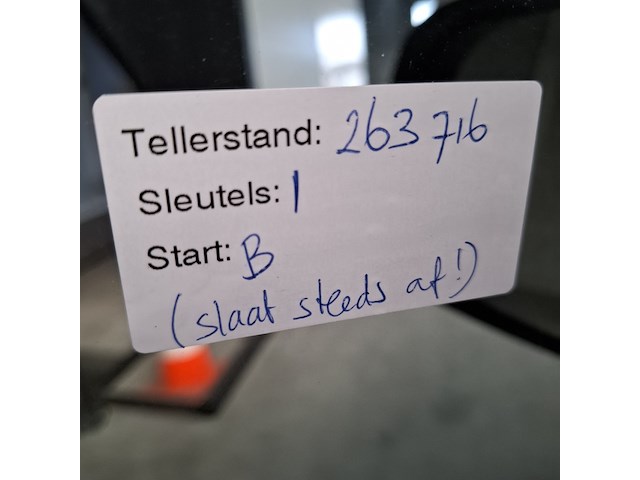 Tellerstand: 263 716
Sleutels: 1
Start: B
(slaat steeds af!)